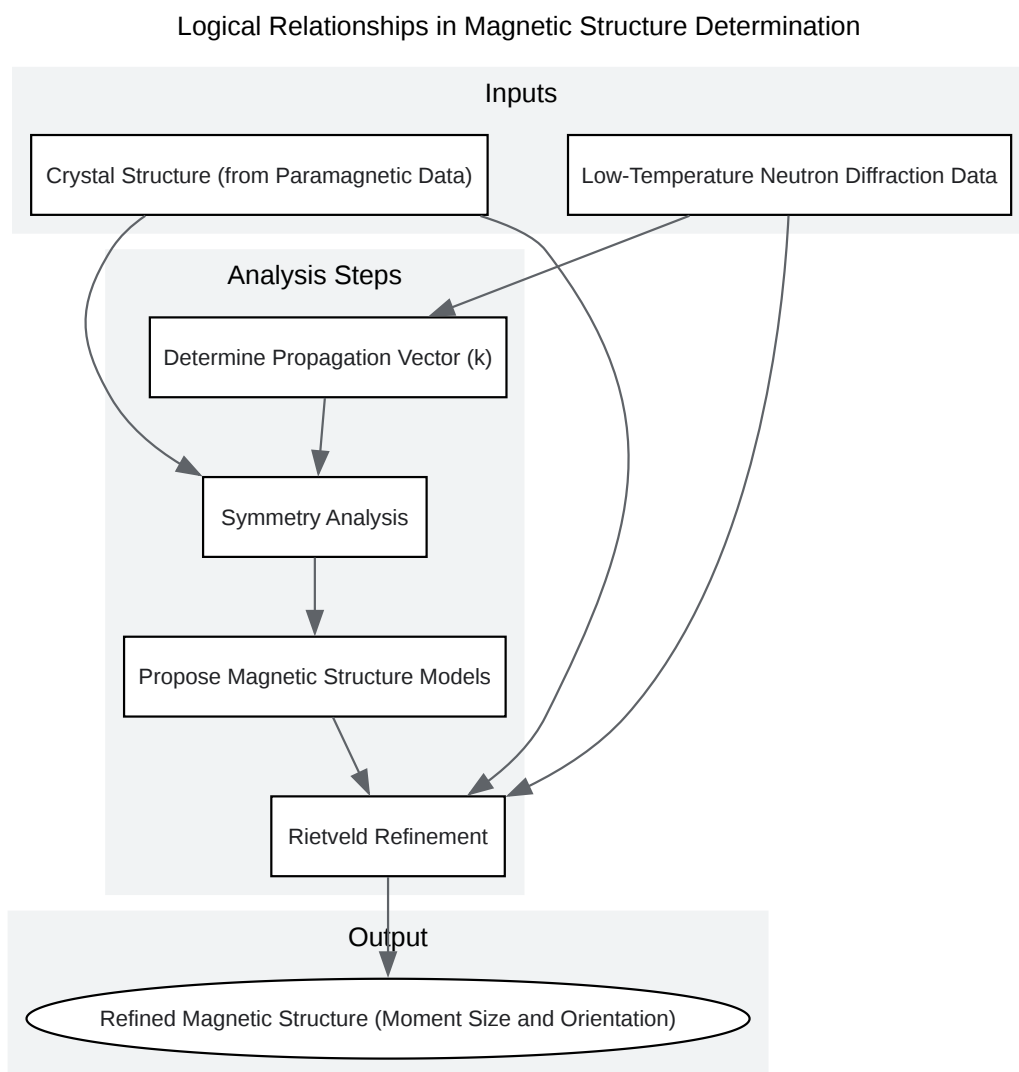 Logical Relationships in Magnetic Structure Determination
Inputs
Crystal Structure (from Paramagnetic Data)
Low-Temperature Neutron Diffraction Data
Analysis Steps
Determine Propagation Vector (k)
Symmetry Analysis
Propose Magnetic Structure Models
Rietveld Refinement
Output
Refined Magnetic Structure (Moment Size and Orientation)